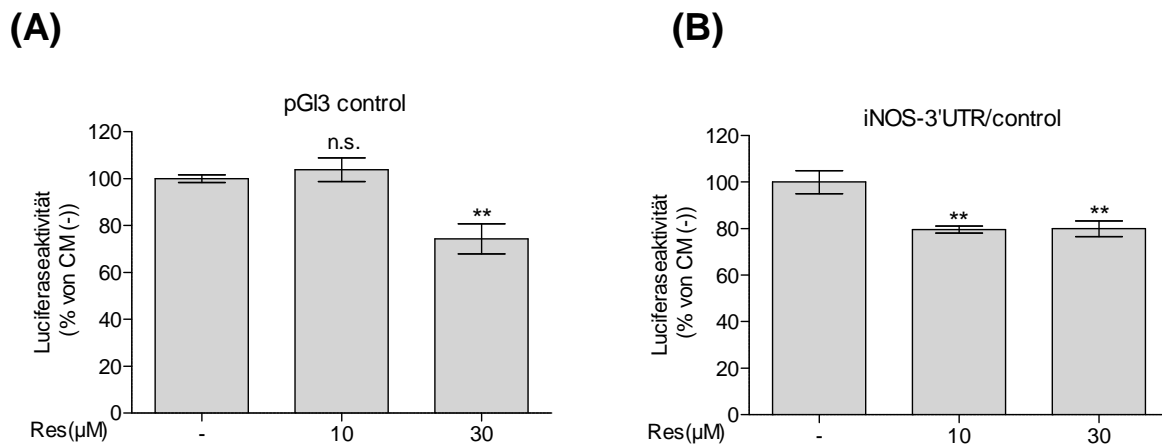 (A)
pGl3 control
Luciferaseaktivität
(% von CM (-))
120
100
80
60
40
20
0
n.s.
**
Res(µM)
-
10
30
(B)
iNOS-3'UTR/control
Luciferaseaktivität
(% von CM (-))
120
100
80
60
40
20
0
**
**
Res(µM)
-
10
30